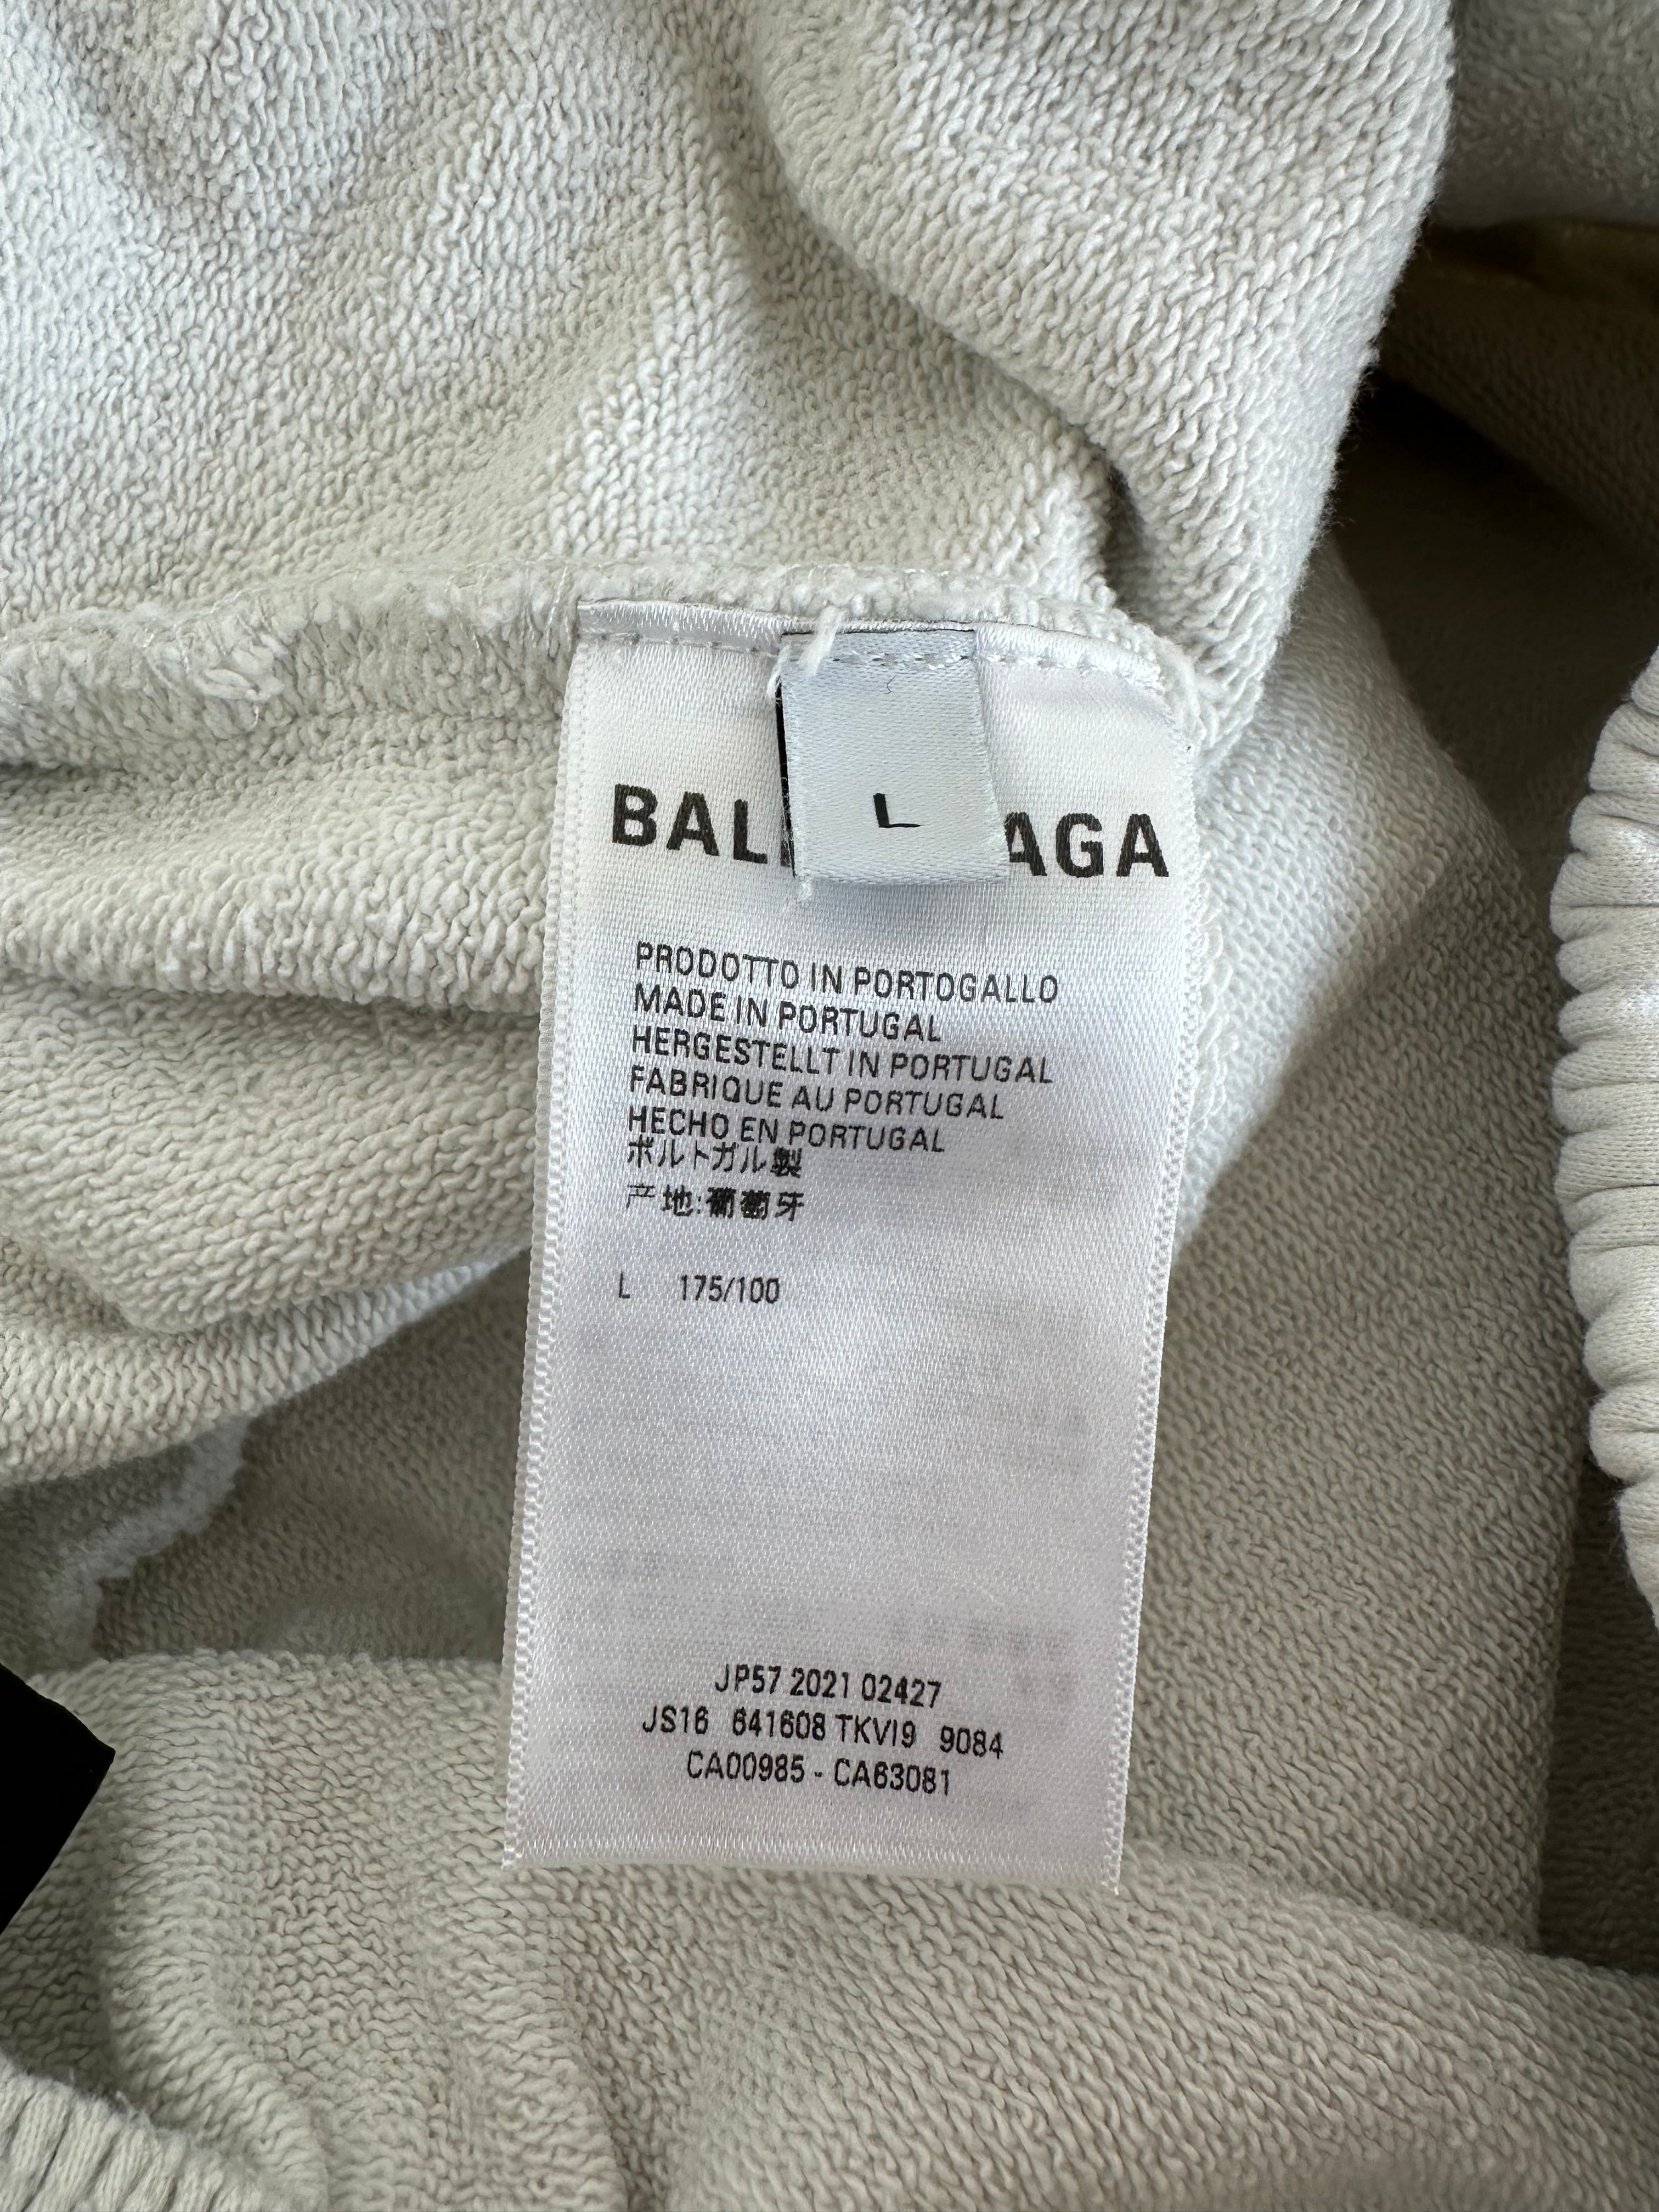 L
BAL AGA
PRODOTTO IN PORTOGALLO
MADE IN PORTUGAL
HERGESTELLT IN PORTUGAL
FABRIQUE AU PORTUGAL
HECHO EN PORTUGAL
ポルトガル製
产地:葡萄牙
L 175/100
JP57 2021 02427
JS16 641608 TKVI9 9084
CA00985 - CA63081